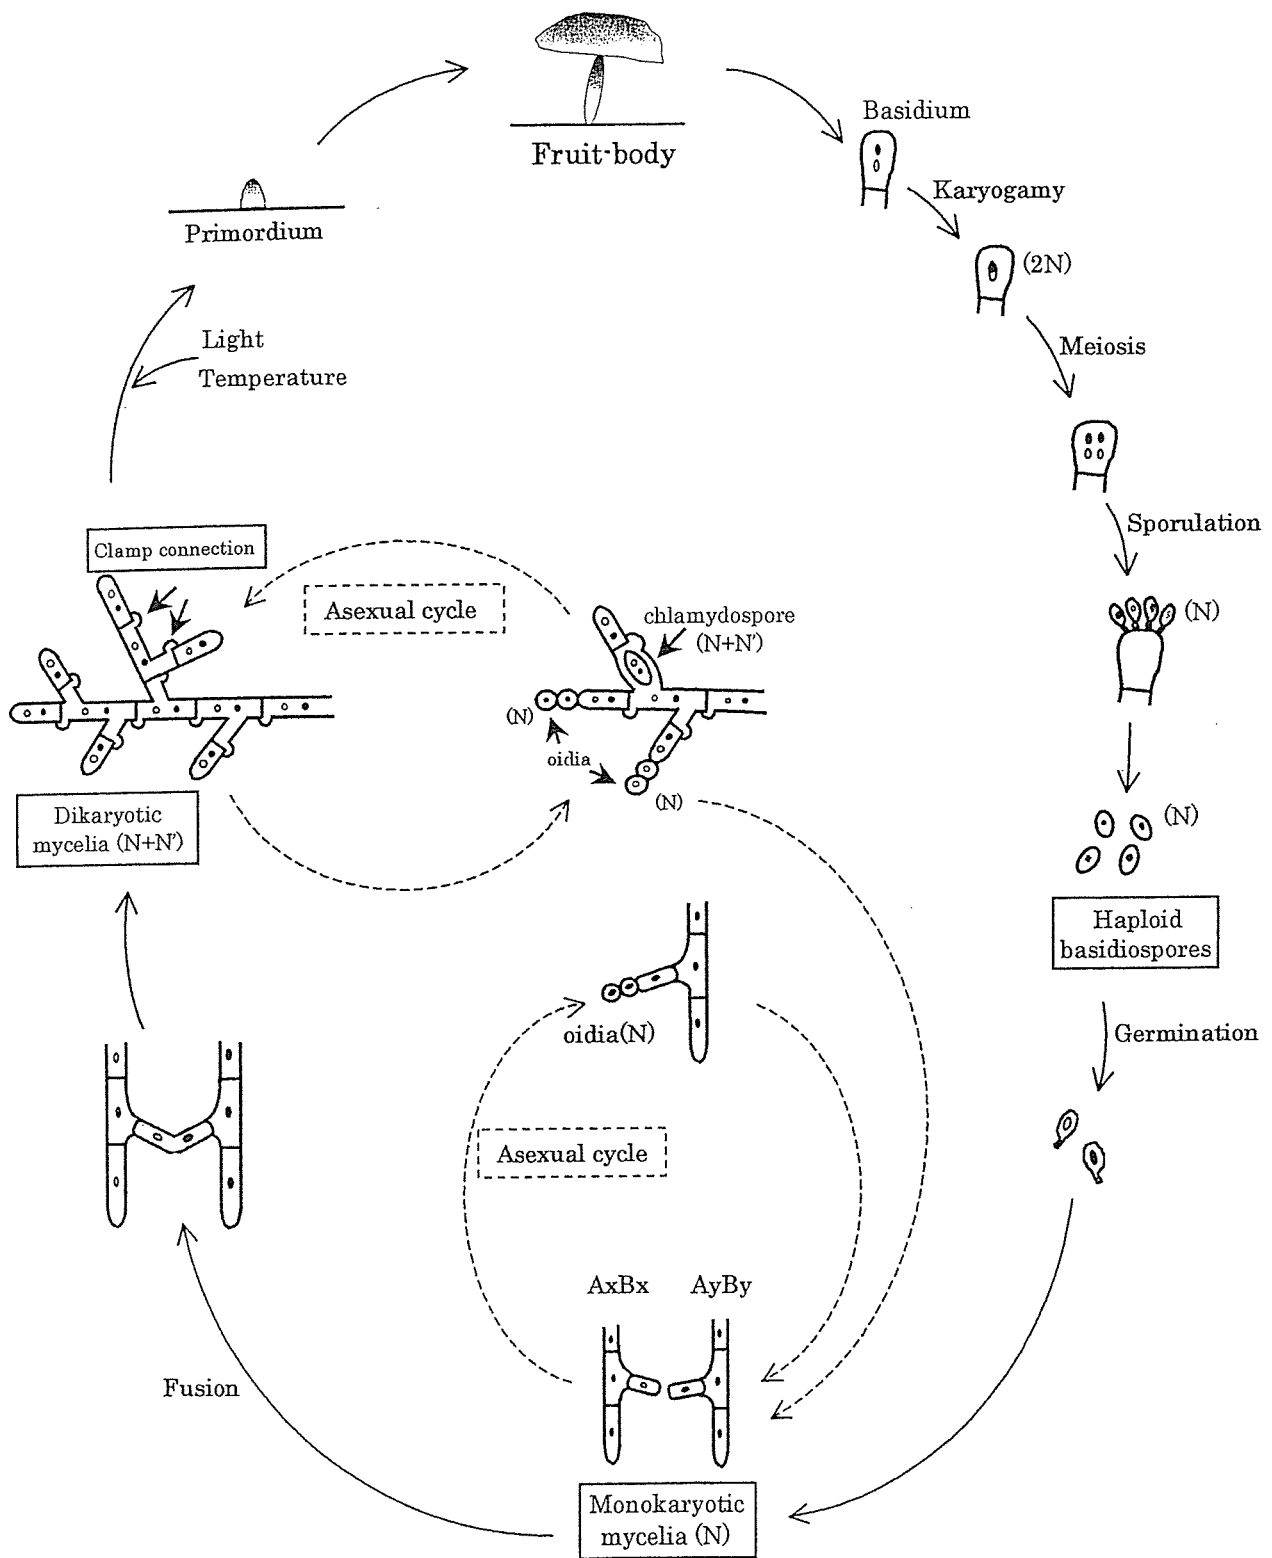 Fruit-body
Basidium
Karyogamy
(2N)
Meiosis
Sporulation
(N)
(N)
Haploid
basidiospores
Germination
Primordium
Light
Temperature
Clamp connection
Asexual cycle
chlamydospore
(N+N')
(N)
oidia
(N)
Dikaryotic
mycelia (N+N')
oidia(N)
Asexual cycle
AxBx AyBy
Fusion
Monokaryotic
mycelia (N)